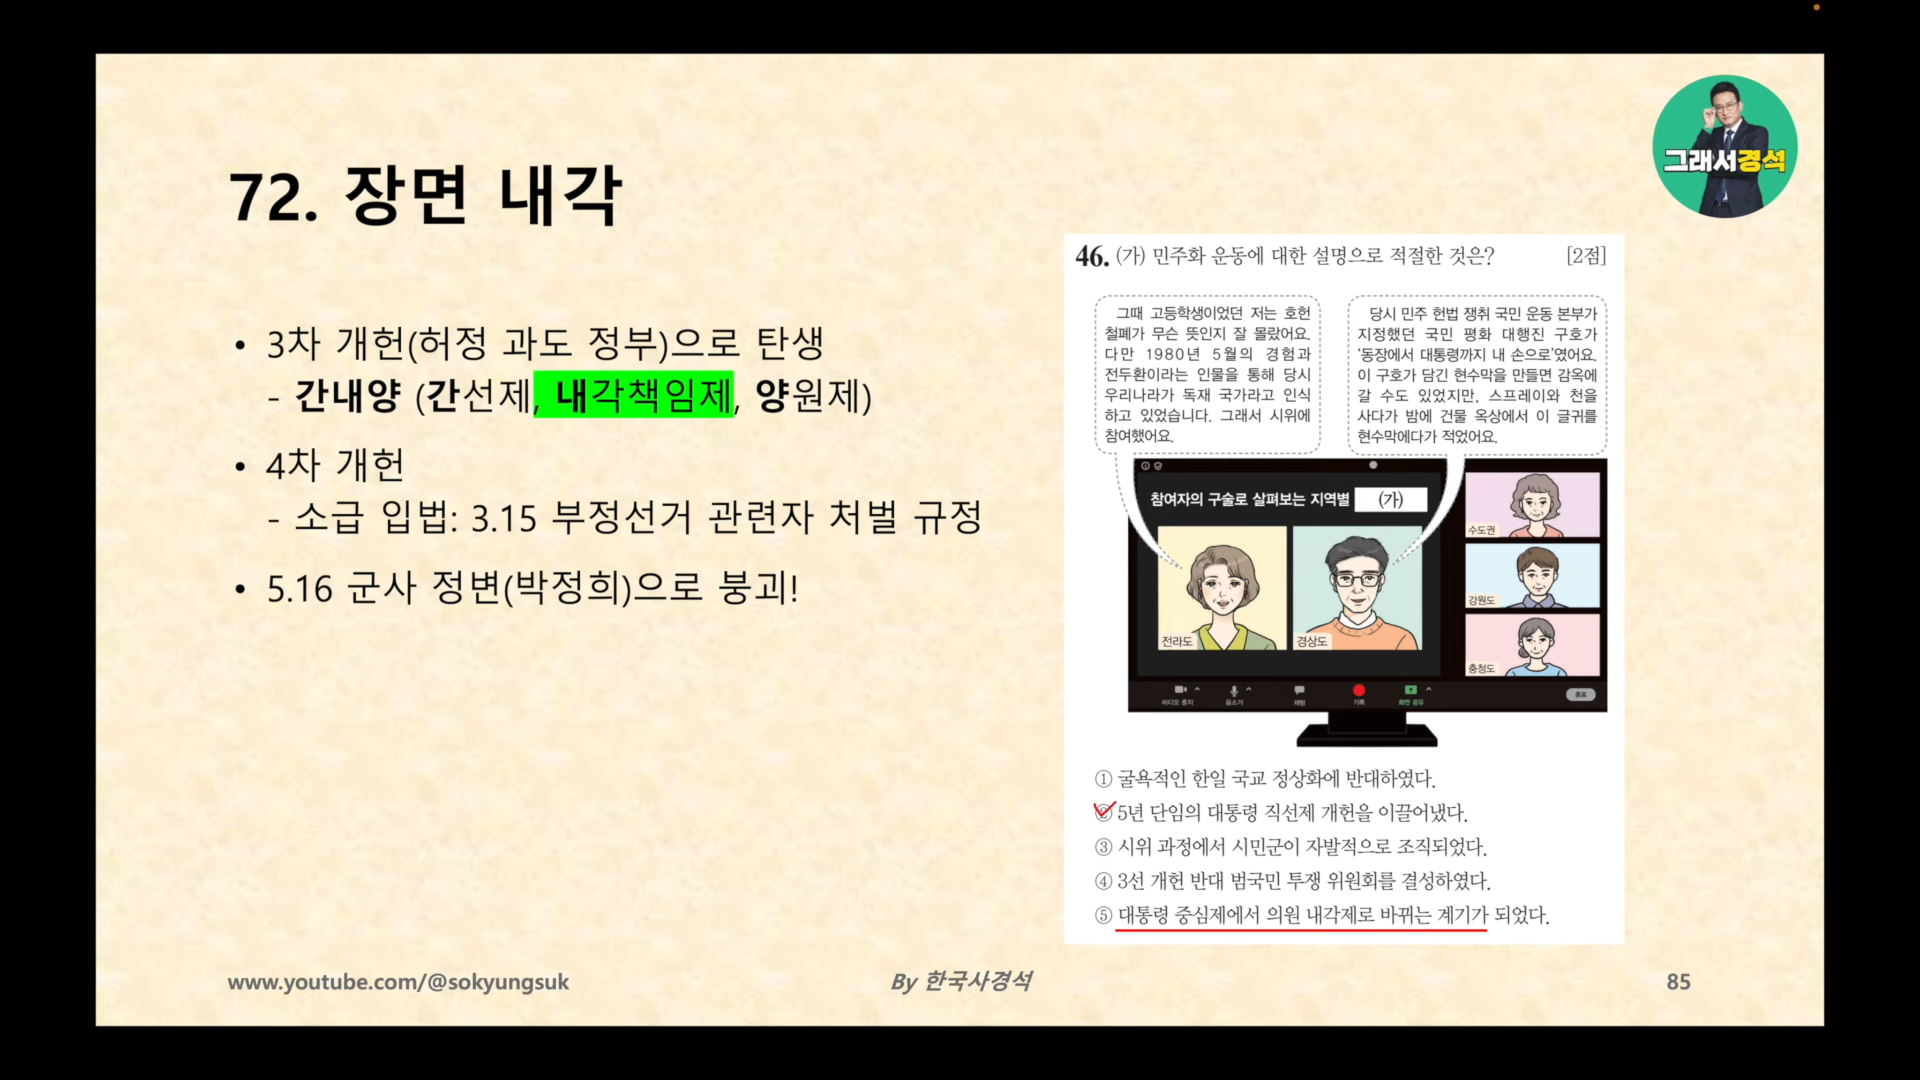 그래서경석
72. 장면 내각
• 3차 개헌(허정 과도 정부)으로 탄생
- 간내양 (간선제, 내각책임제, 양원제)
• 4차 개헌
- 소급 입법: 3.15 부정선거 관련자 처벌 규정
• 5.16 군사 정변(박정희)으로 붕괴!
46. (가) 민주화 운동에 대한 설명으로 적절한 것은? [2점]
그때 고등학생이었던 저는 호헌
철폐가 무슨 뜻인지 잘 몰랐어요.
다만 1980년 5월의 경험과
전두환이라는 인물을 통해 당시
우리나라가 독재 국가라고 인식
하고 있었습니다. 그래서 시위에
참여했어요.
당시 민주 헌법 쟁취 국민 운동 본부가
지정했던 국민 평화 대행진 구호가
'동장에서 대통령까지 내 손으로'였어요.
이 구호가 담긴 현수막을 만들면 감옥에
갈 수도 있었지만, 스프레이와 천을
사다가 밤에 건물 옥상에서 이 글귀를
현수막에다가 적었어요.
참여자의 구술로 살펴보는 지역별 (가)
전라도
경상도
수도권
강원도
충청도
비디오 중지 음소거 채팅 기록 화면 공유 종료
① 굴욕적인 한일 국교 정상화에 반대하였다.
② 5년 단임의 대통령 직선제 개헌을 이끌어냈다.
③ 시위 과정에서 시민군이 자발적으로 조직되었다.
④ 3선 개헌 반대 범국민 투쟁 위원회를 결성하였다.
⑤ 대통령 중심제에서 의원 내각제로 바뀌는 계기가 되었다.
www.youtube.com/@sokyungsuk
By 한국사경석
85